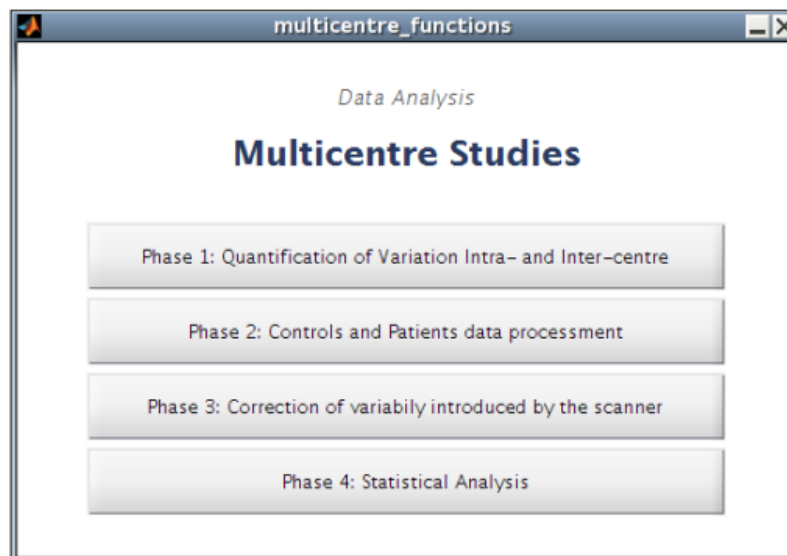 multicentre_functions
Data Analysis
Multicentre Studies
Phase 1: Quantification of Variation Intra- and Inter-centre
Phase 2: Controls and Patients data processment
Phase 3: Correction of variabily introduced by the scanner
Phase 4: Statistical Analysis